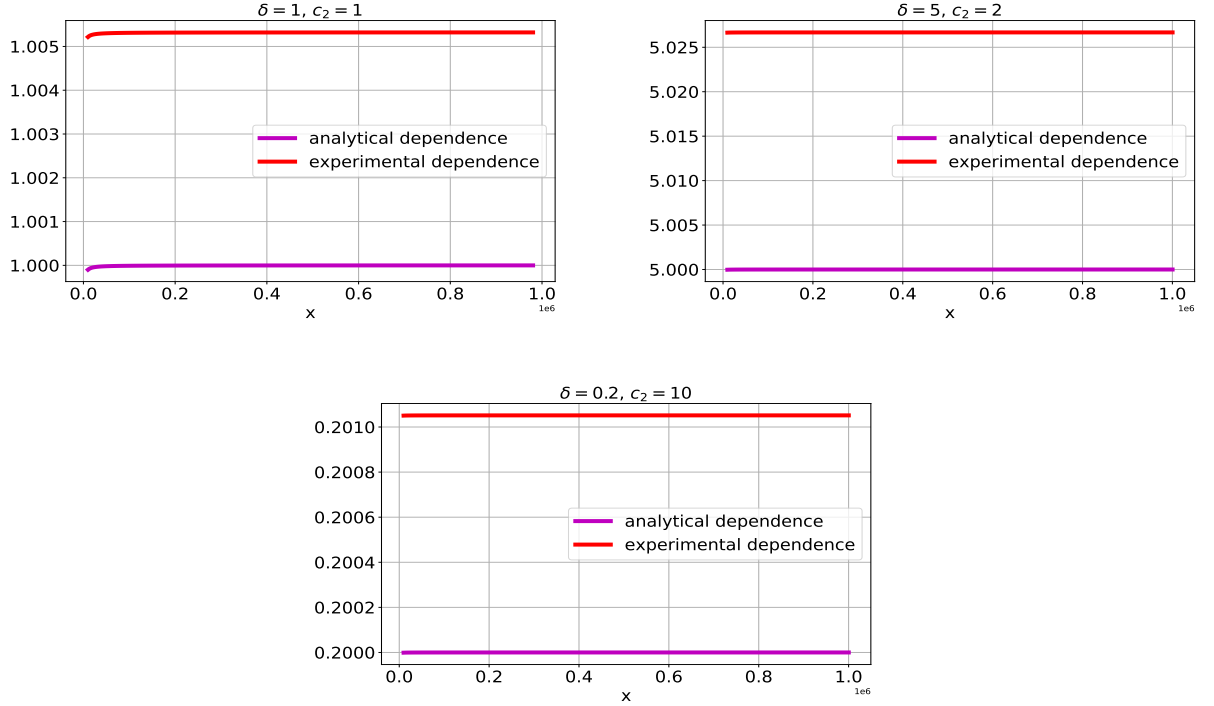 δ = 1, c₂ = 1
1.005
1.004
1.003
1.002
1.001
1.000
analytical dependence
experimental dependence
0.0 0.2 0.4 0.6 0.8 1.0
1e6
x
δ = 5, c₂ = 2
5.025
5.020
5.015
5.010
5.005
5.000
analytical dependence
experimental dependence
0.0 0.2 0.4 0.6 0.8 1.0
1e6
x
δ = 0.2, c₂ = 10
0.2010
0.2008
0.2006
0.2004
0.2002
0.2000
analytical dependence
experimental dependence
0.0 0.2 0.4 0.6 0.8 1.0
1e6
x